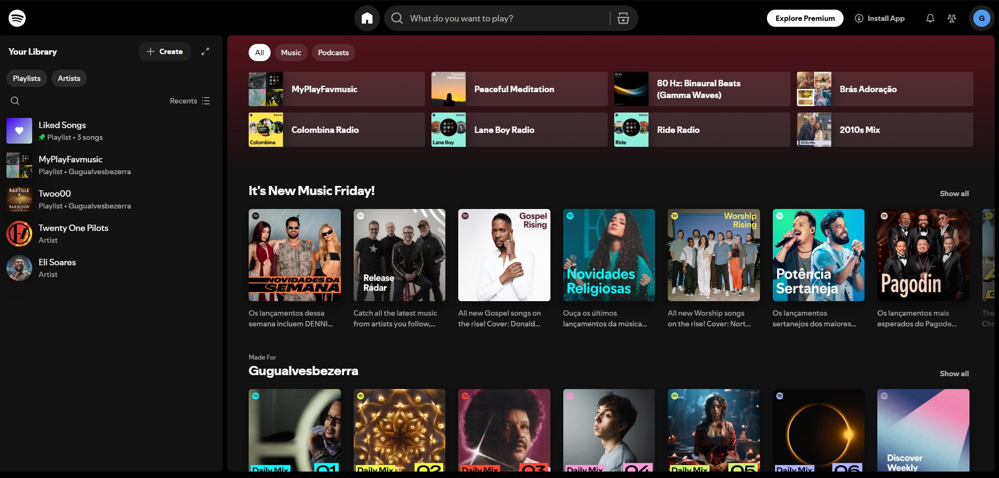 What do you want to play?
Explore Premium
Install App
G
Your Library
Create
Playlists
Artists
Recents
Liked Songs
Playlist • 3 songs
MyPlayFavmusic
Playlist • Gugualvesbezerra
BASTILLE
BAD BLOOD
Twoo00
Playlist • Gugualvesbezerra
Twenty One Pilots
Artist
Eli Soares
Artist
All
Music
Podcasts
MyPlayFavmusic
Peaceful
Meditation
Peaceful Meditation
80 Hz
80 Hz: Binaural Beats
(Gamma Waves)
Brás Adoração
RADIO
Colombina
Colombina Radio
RADIO
Lane Boy
Lane Boy Radio
RADIO
Ride
Ride Radio
2010s Mix
2010s Mix
It's New Music Friday!
Show all
NOVIDADES DA
SEMANA
Release
Radar
Gospel
Rising
Novidades
Religiosas
Worship
Rising
Potência
Sertaneja
Pagodin
Os lançamentos dessa
semana incluem DENNI...
Catch all the latest music
from artists you follow,...
All new Gospel songs on
the rise! Cover: Donald...
Ouça os últimos
lançamentos da música...
All new Worship songs
on the rise! Cover: Nort...
Os lançamentos
sertanejos dos maiores...
Os lançamentos mais
esperados do Pagode...
The
Chr
Made For
Gugualvesbezerra
Show all
Daily Mix 01
Daily Mix 02
Daily Mix 03
Daily Mix 04
Daily Mix 05
Daily Mix 06
Discover
Weekly